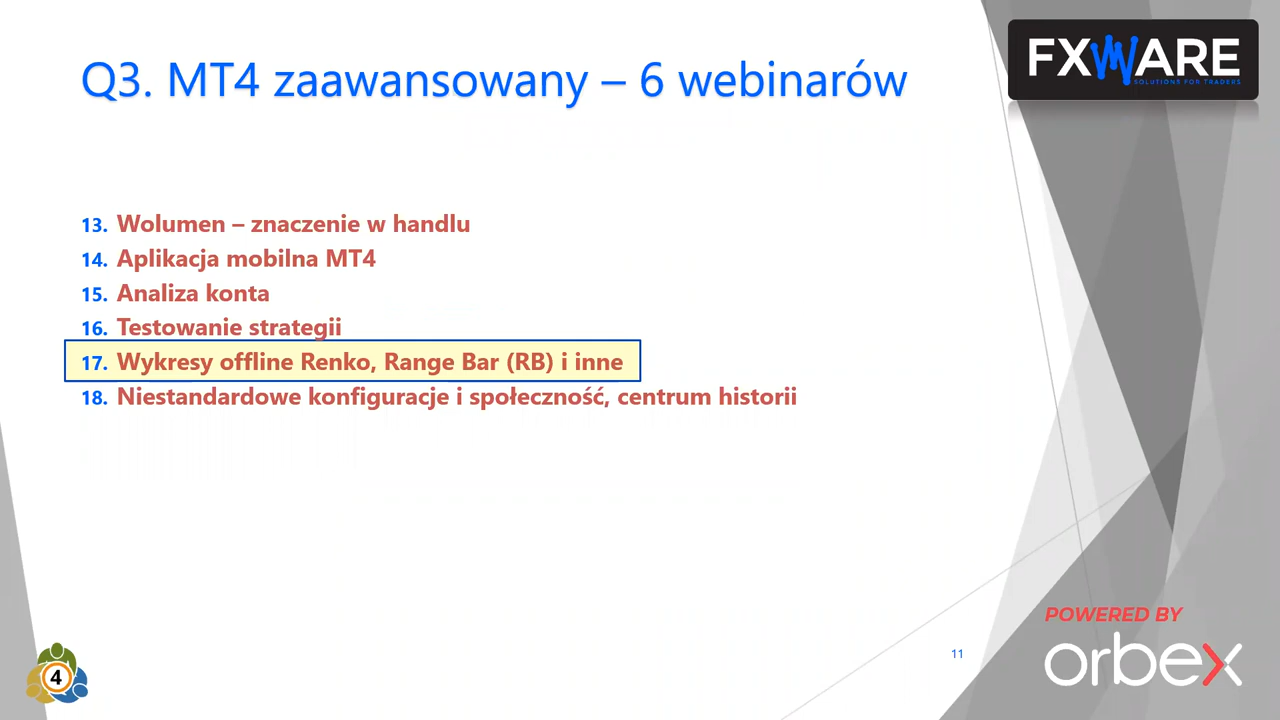 FXWARE
SOLUTIONS FOR TRADERS
Q3. MT4 zaawansowany – 6 webinarów
13. Wolumen – znaczenie w handlu
14. Aplikacja mobilna MT4
15. Analiza konta
16. Testowanie strategii
17. Wykresy offline Renko, Range Bar (RB) i inne
18. Niestandardowe konfiguracje i społeczność, centrum historii
POWERED BY
orbex
11
4